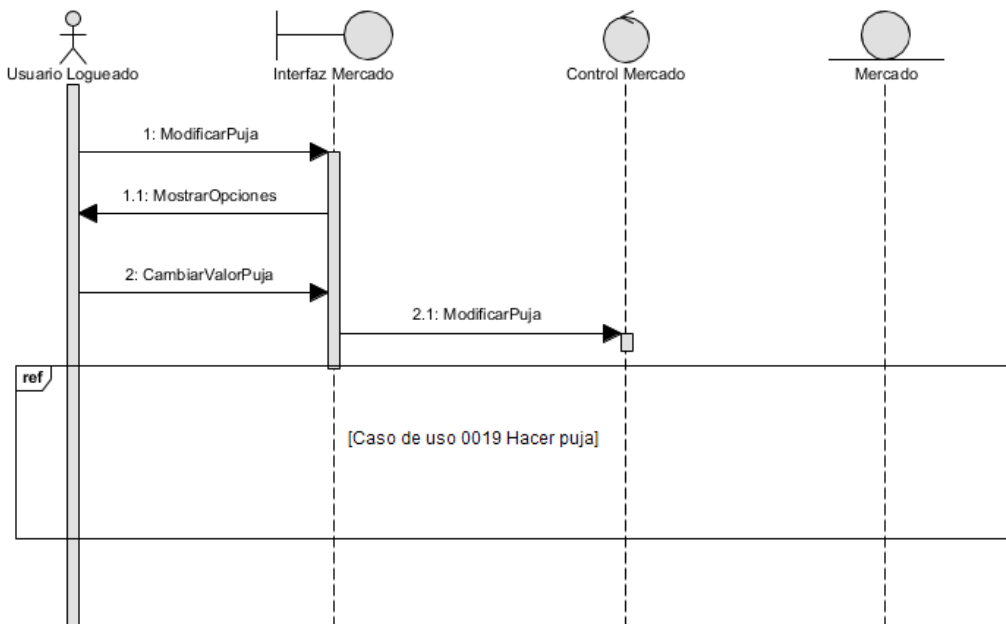 Usuario Logueado
Interfaz Mercado
Control Mercado
Mercado
1: ModificarPuja
1.1: MostrarOpciones
2: CambiarValorPuja
2.1: ModificarPuja
ref
[Caso de uso 0019 Hacer puja]